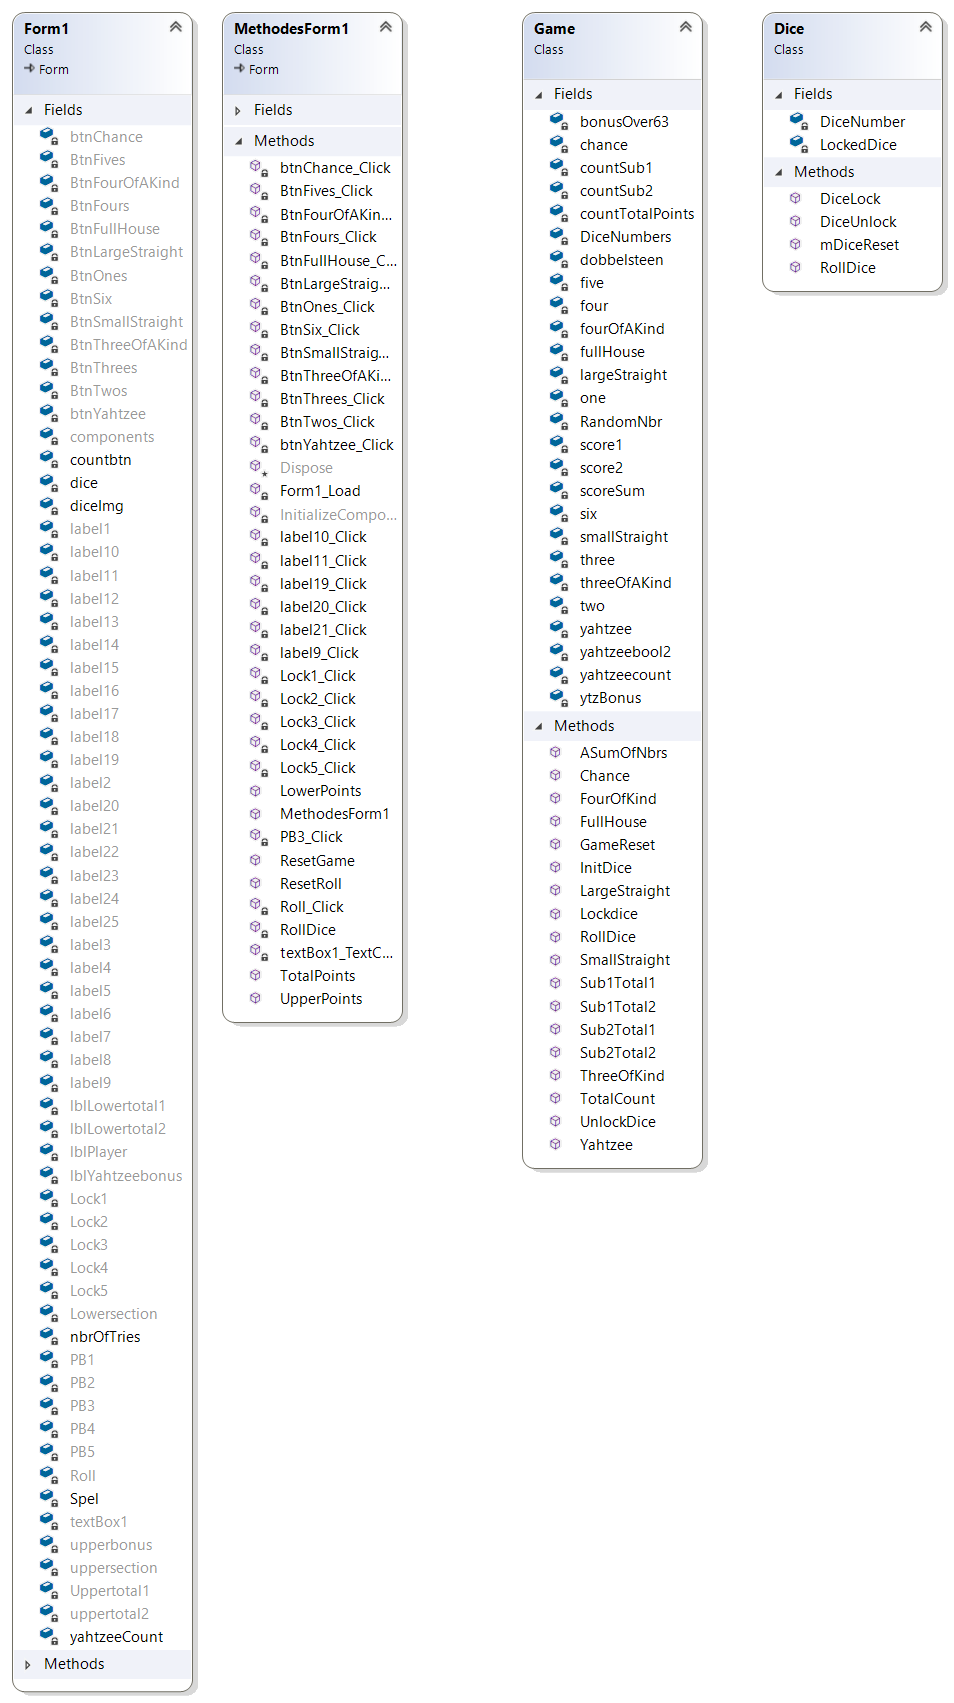 Form1
Class
Form
Fields
btnChance
BtnFives
BtnFourOfAKind
BtnFours
BtnFullHouse
BtnLargeStraight
BtnOnes
BtnSix
BtnSmallStraight
BtnThreeOfAKind
BtnThrees
BtnTwos
btnYahtzee
components
countbtn
dice
diceImg
label1
label10
label11
label12
label13
label14
label15
label16
label17
label18
label19
label2
label20
label21
label22
label23
label24
label25
label3
label4
label5
label6
label7
label8
label9
lblLowertotal1
lblLowertotal2
lblPlayer
lblYahtzeebonus
Lock1
Lock2
Lock3
Lock4
Lock5
Lowersection
nbrOfTries
PB1
PB2
PB3
PB4
PB5
Roll
Spel
textBox1
upperbonus
uppersection
Uppertotal1
uppertotal2
yahtzeeCount
Methods
MethodesForm1
Class
Form
Fields
Methods
btnChance_Click
BtnFives_Click
BtnFourOfAKin...
BtnFours_Click
BtnFullHouse_C...
BtnLargeStraig...
BtnOnes_Click
BtnSix_Click
BtnSmallStraig...
BtnThreeOfAKi...
BtnThrees_Click
BtnTwos_Click
btnYahtzee_Click
Dispose
Form1_Load
InitializeCompo...
label10_Click
label11_Click
label19_Click
label20_Click
label21_Click
label9_Click
Lock1_Click
Lock2_Click
Lock3_Click
Lock4_Click
Lock5_Click
LowerPoints
MethodesForm1
PB3_Click
ResetGame
ResetRoll
Roll_Click
RollDice
textBox1_TextC...
TotalPoints
UpperPoints
Game
Class
Fields
bonusOver63
chance
countSub1
countSub2
countTotalPoints
DiceNumbers
dobbelsteen
five
four
fourOfAKind
fullHouse
largeStraight
one
RandomNbr
score1
score2
scoreSum
six
smallStraight
three
threeOfAKind
two
yahtzee
yahtzeebool2
yahtzeecount
ytzBonus
Methods
ASumOfNbrs
Chance
FourOfKind
FullHouse
GameReset
InitDice
LargeStraight
Lockdice
RollDice
SmallStraight
Sub1Total1
Sub1Total2
Sub2Total1
Sub2Total2
ThreeOfKind
TotalCount
UnlockDice
Yahtzee
Dice
Class
Fields
DiceNumber
LockedDice
Methods
DiceLock
DiceUnlock
mDiceReset
RollDice